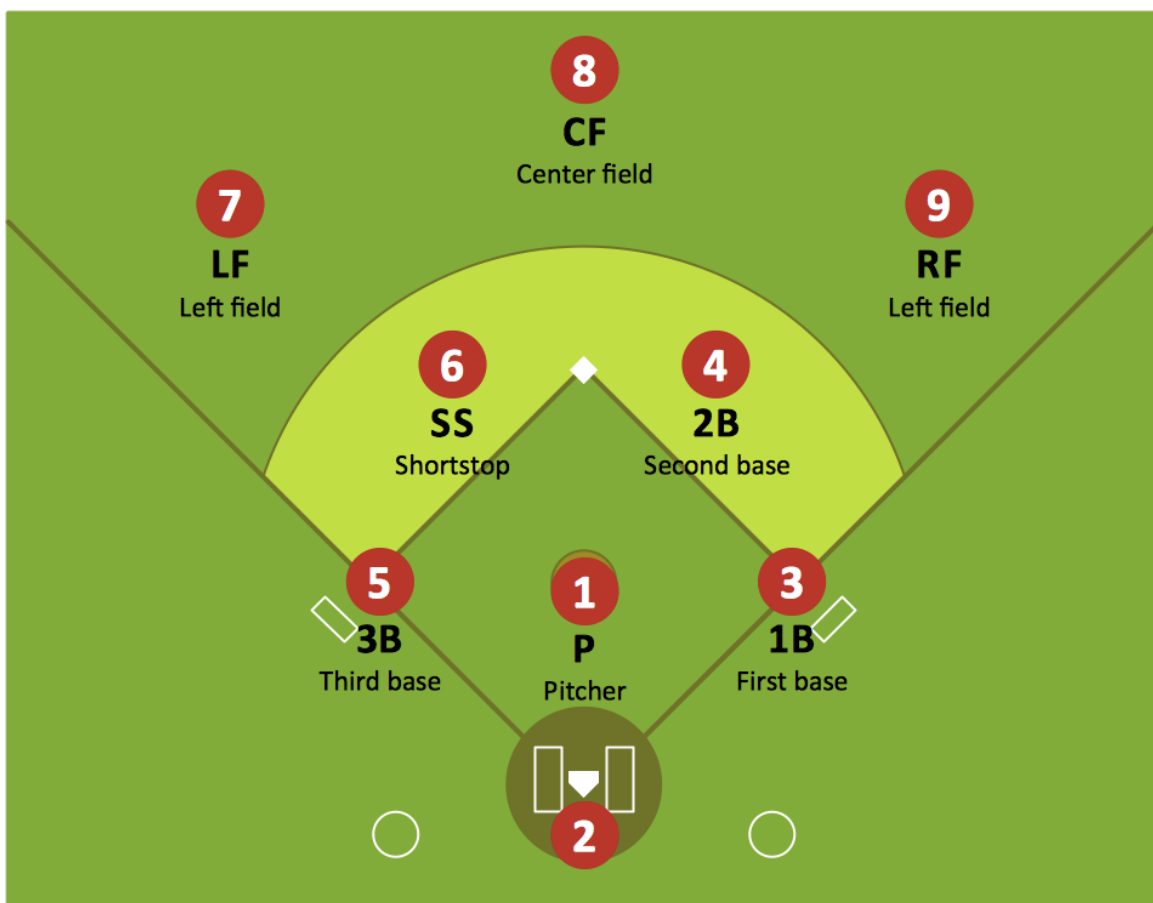 8
CF
Center field
7
LF
Left field
9
RF
Left field
6
SS
Shortstop
4
2B
Second base
5
3B
Third base
1
P
Pitcher
3
1B
First base
2